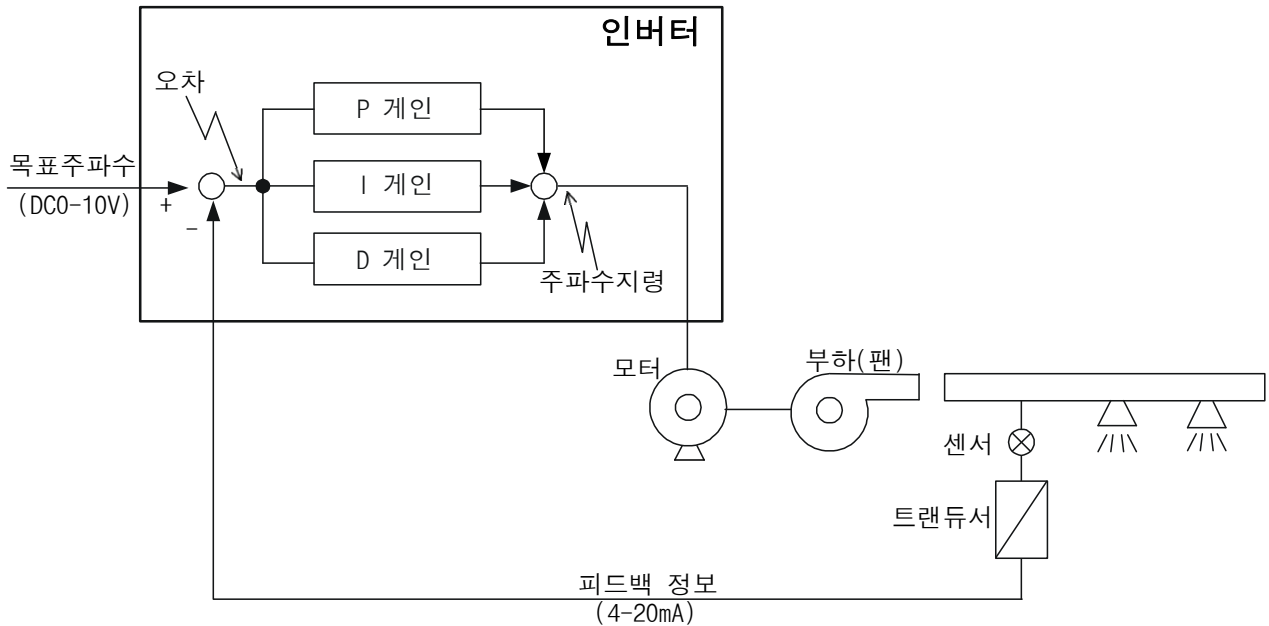 인버터
오차
P 게인
목표주파수
I 게인
(DC0-10V)
+
-
D 게인
주파수지령
모터
부하(팬)
센서
트랜듀서
피드백 정보
(4-20mA)